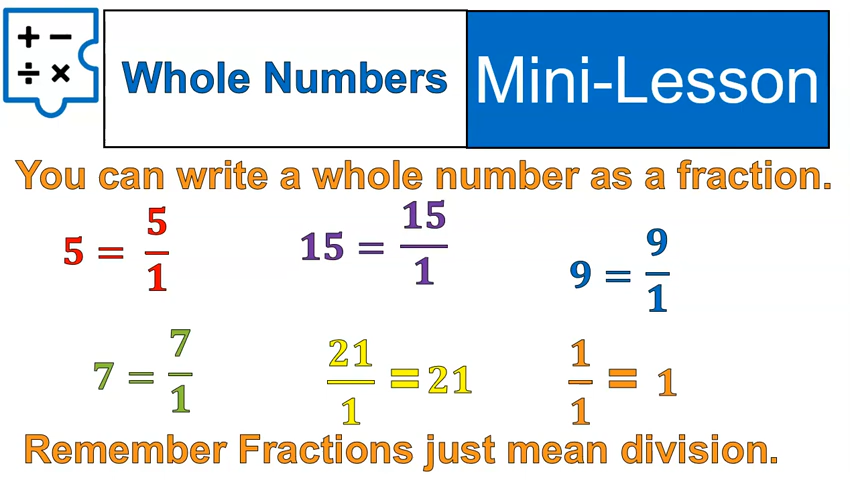 + −
÷ ×
Whole Numbers
Mini-Lesson
You can write a whole number as a fraction.
5 = 5/1
15 = 15/1
9 = 9/1
7 = 7/1
21/1 = 21
1/1 = 1
Remember Fractions just mean division.